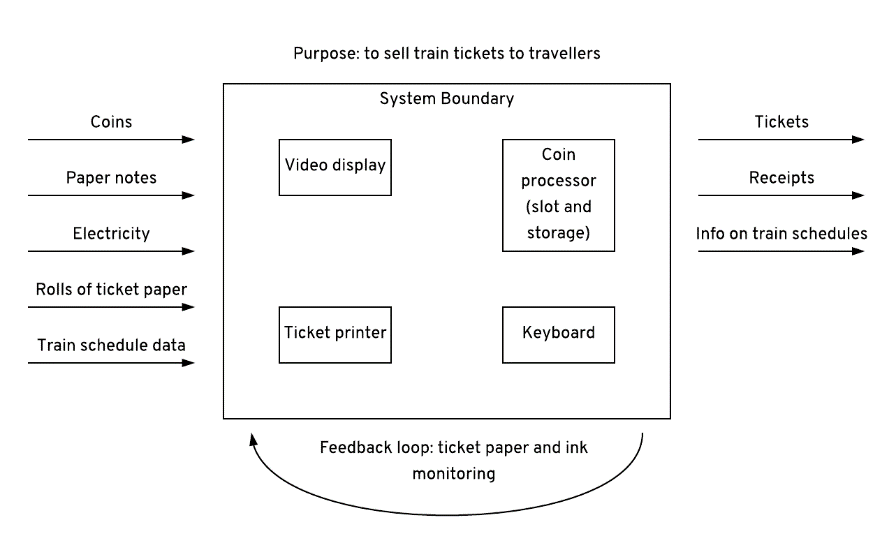 Purpose: to sell train tickets to travellers
System Boundary
Coins
Paper notes
Electricity
Rolls of ticket paper
Train schedule data
Video display
Coin
processor
(slot and
storage)
Ticket printer
Keyboard
Tickets
Receipts
Info on train schedules
Feedback loop: ticket paper and ink
monitoring